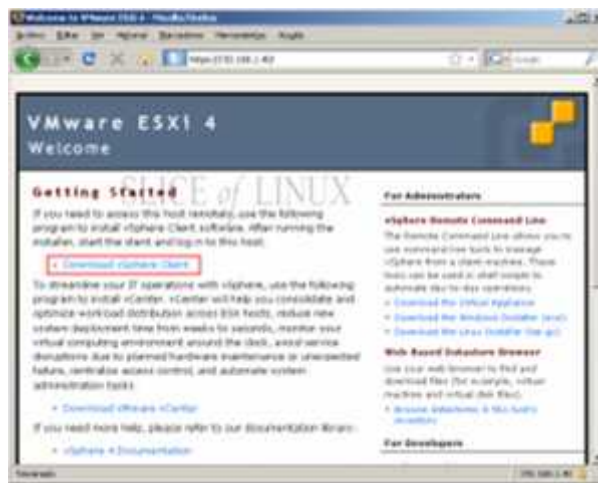 Welcome to VMware ESXi 4 - Mozilla Firefox
VMware ESXi 4
Welcome
SLICE of LINUX
Getting Started
If you need to access this host remotely, use the following
program to install vSphere Client software. After running the
installer, start the client and log in to this host.
Download vSphere Client
To streamline your IT operations with vSphere, use the following
program to install vCenter. vCenter will help you consolidate and
optimize workload distribution across ESX hosts, reduce new
system deployment time from weeks to seconds, monitor your
virtual computing environment around the clock, avoid service
disruptions due to planned hardware maintenance or unexpected
failure, centralize access control, and automate system
administration tasks.
Download VMware vCenter
If you need more help, please refer to our documentation library:
vSphere 4 Documentation
For Administrators
vSphere Remote Command Line
The Remote Command Line allows you to
use command line tools to manage
vSphere from a client machine. These
tools can be used in shell scripts to
automate day-to-day operations.
Download the Virtual Appliance
Download the Windows Installer (exe)
Download the Linux Installer (tar.gz)
Web-Based Datastore Browser
Use your web browser to find and
download files (for example, virtual
machine and virtual disk files).
Browse datastores in this host's
inventory
For Developers